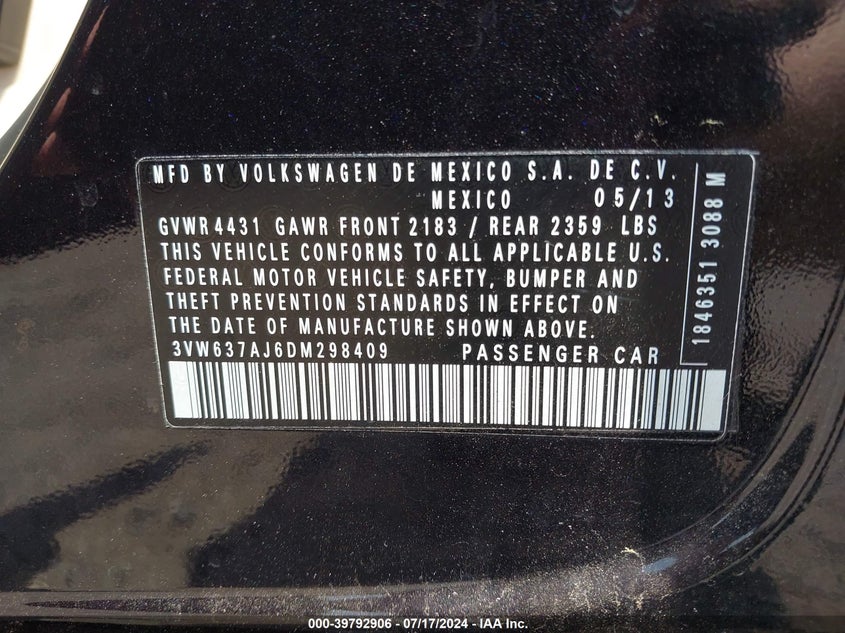 MFD BY VOLKSWAGEN DE MEXICO S.A. DE C.V.
MEXICO 05/13
GVWR 4431 GAWR FRONT 2183 / REAR 2359 LBS
THIS VEHICLE CONFORMS TO ALL APPLICABLE U.S.
FEDERAL MOTOR VEHICLE SAFETY, BUMPER AND
THEFT PREVENTION STANDARDS IN EFFECT ON
THE DATE OF MANUFACTURE SHOWN ABOVE.
3VW637AJ6DM298409 PASSENGER CAR
1846351 3088 M
000-39792906 - 07/17/2024 - IAA Inc.